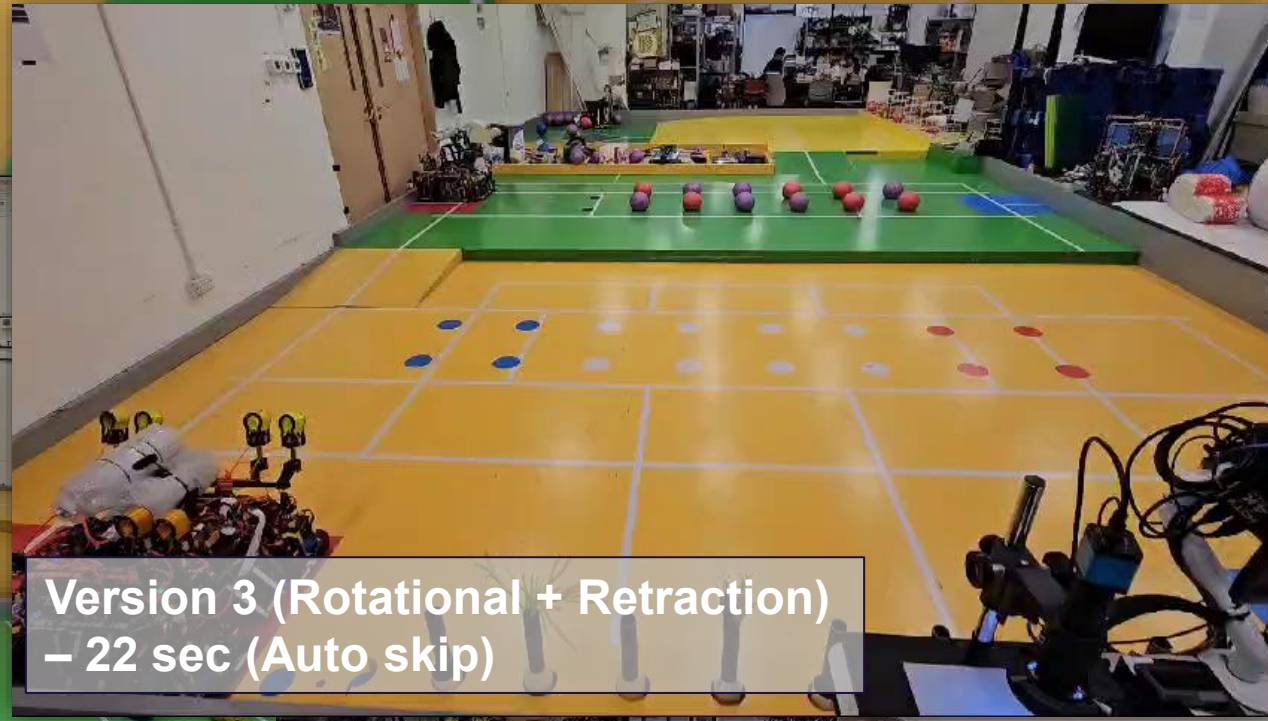 Version 3 (Rotational + Retraction)
– 22 sec (Auto skip)